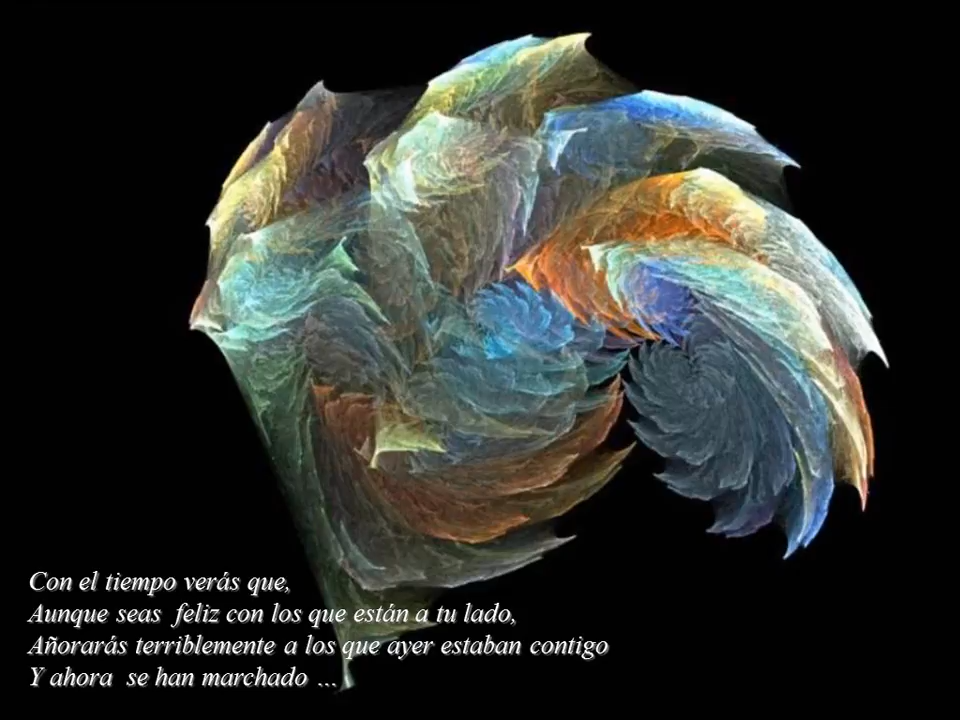 Con el tiempo verás que,
Aunque seas  feliz con los que están a tu lado,
Añorarás terriblemente a los que ayer estaban contigo
Y ahora  se han marchado …